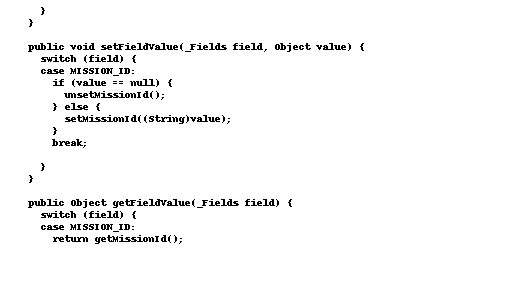 }
}
public void setFieldValue(_Fields field, Object value) {
switch (field) {
case MISSION_ID:
if (value == null) {
unsetMissionId();
} else {
setMissionId((String)value);
}
break;
}
}
public Object getFieldValue(_Fields field) {
switch (field) {
case MISSION_ID:
return getMissionId();